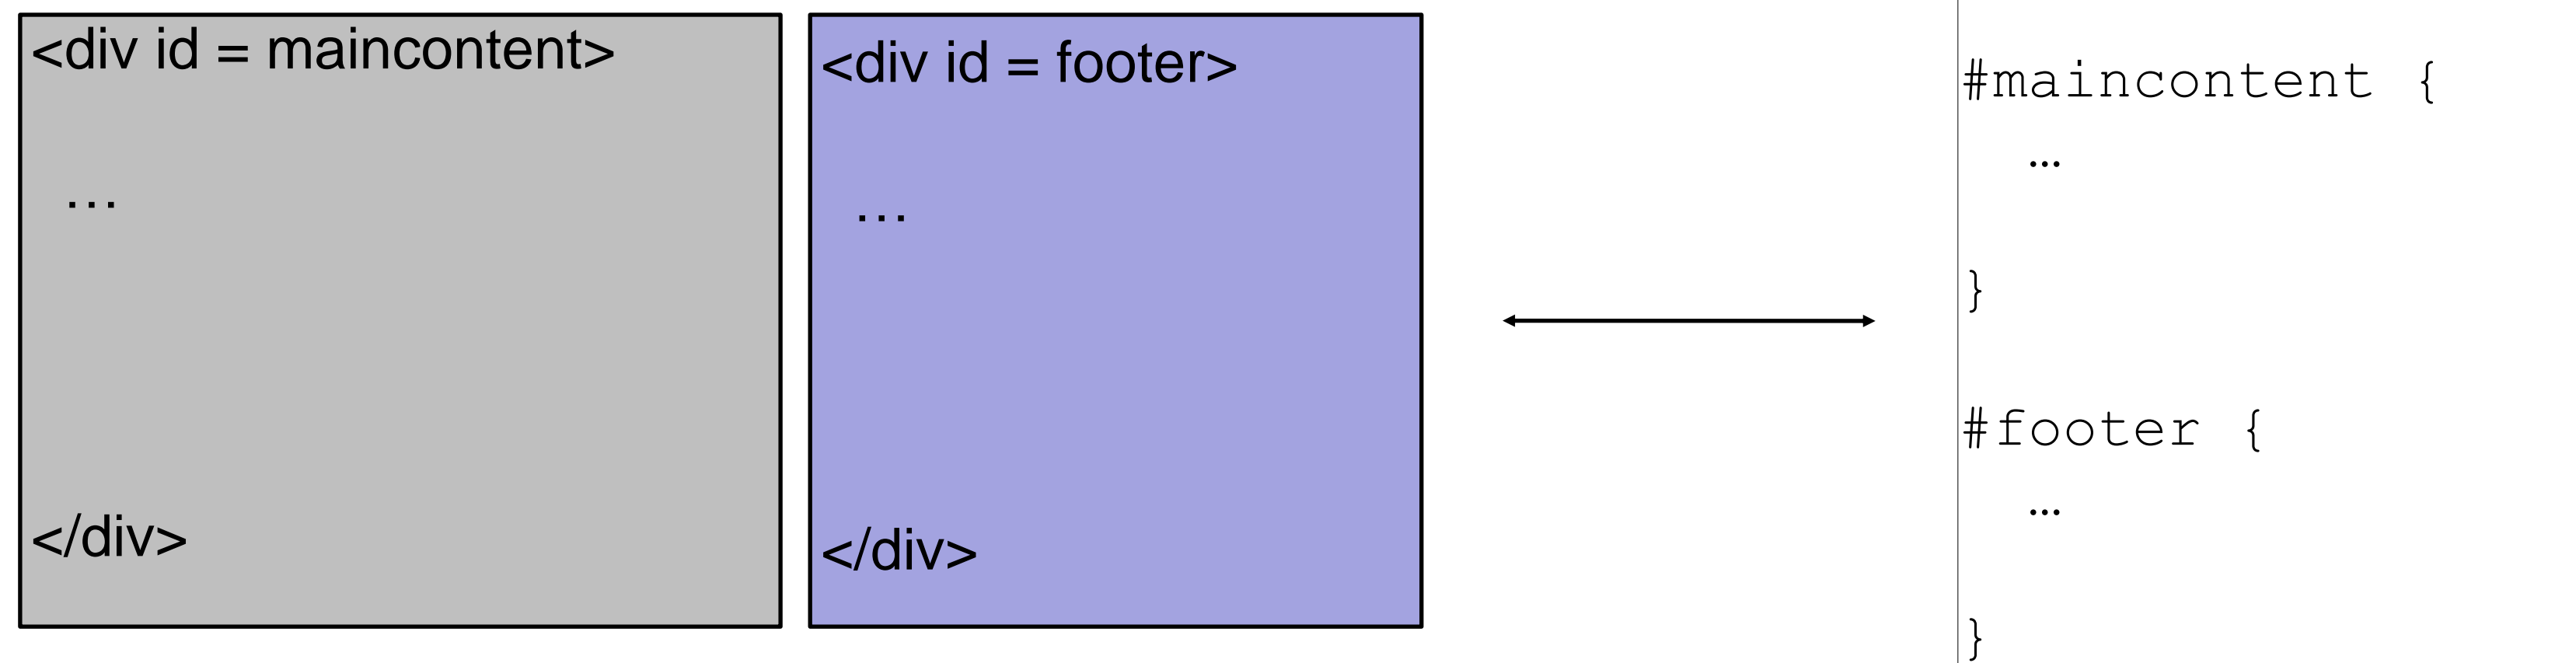 <div id = maincontent>
…
</div>
<div id = footer>
…
</div>
#maincontent {
…
}
#footer {
…
}